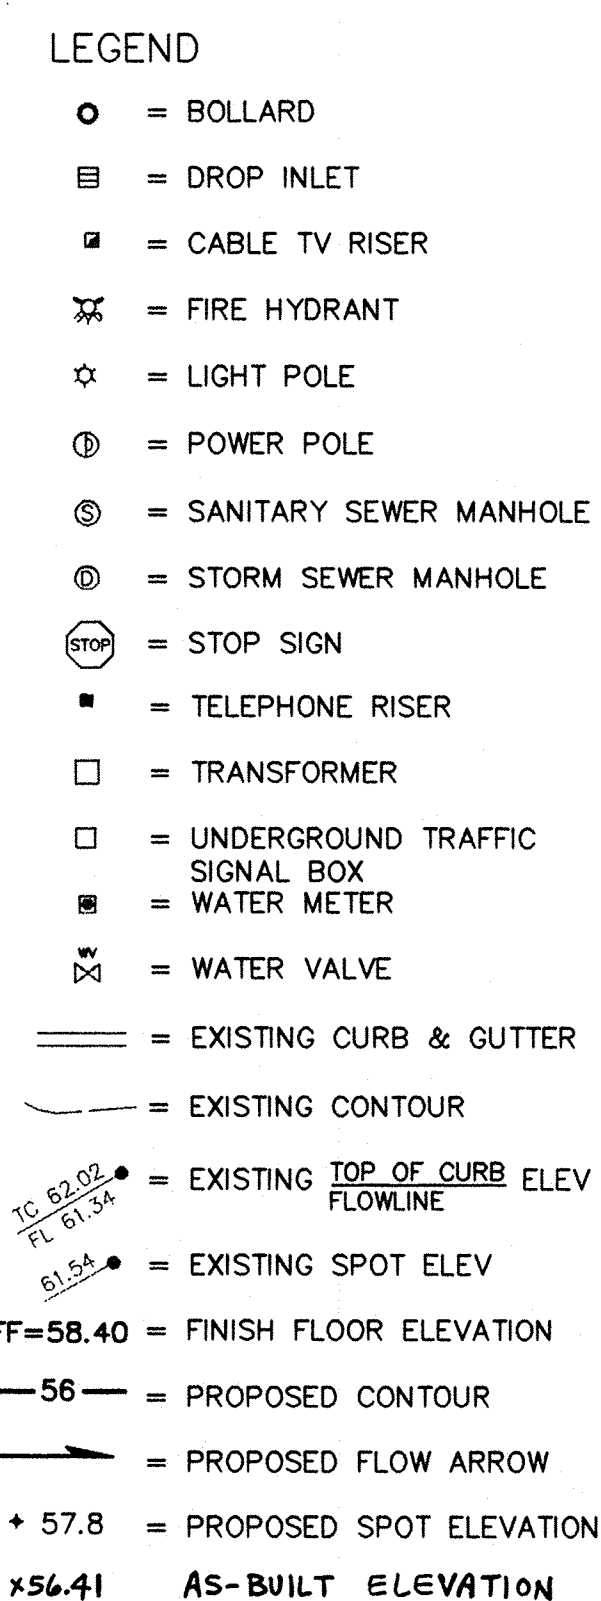 LEGEND
= BOLLARD
= DROP INLET
= CABLE TV RISER
= FIRE HYDRANT
= LIGHT POLE
= POWER POLE
S = SANITARY SEWER MANHOLE
D = STORM SEWER MANHOLE
STOP = STOP SIGN
= TELEPHONE RISER
= TRANSFORMER
= UNDERGROUND TRAFFIC
SIGNAL BOX
= WATER METER
WV = WATER VALVE
= EXISTING CURB & GUTTER
= EXISTING CONTOUR
TC 62.02
FL 61.34
= EXISTING TOP OF CURB ELEV
FLOWLINE
61.54 = EXISTING SPOT ELEV
FF=58.40 = FINISH FLOOR ELEVATION
56 = PROPOSED CONTOUR
= PROPOSED FLOW ARROW
+ 57.8 = PROPOSED SPOT ELEVATION
x56.41 AS-BUILT ELEVATION